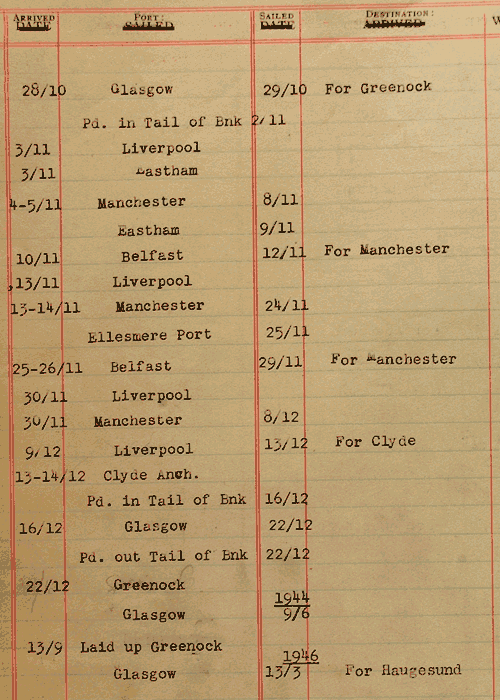 ARRIVED PORT: SAILED DESTINATION: W
DATE SAILED DATE ARRIVED
28/10 Glasgow 29/10 For Greenock
Pd. in Tail of Bnk 2/11
3/11 Liverpool
3/11 Eastham
4-5/11 Manchester 8/11
Eastham 9/11
10/11 Belfast 12/11 For Manchester
13/11 Liverpool
13-14/11 Manchester 24/11
Ellesmere Port 25/11
25-26/11 Belfast 29/11 For Manchester
30/11 Liverpool
30/11 Manchester 8/12
9/12 Liverpool 13/12 For Clyde
13-14/12 Clyde Anch.
Pd. in Tail of Bnk 16/12
16/12 Glasgow 22/12
Pd. out Tail of Bnk 22/12
22/12 Greenock
1944
Glasgow 9/6
13/9 Laid up Greenock
1946
Glasgow 13/3 For Haugesund